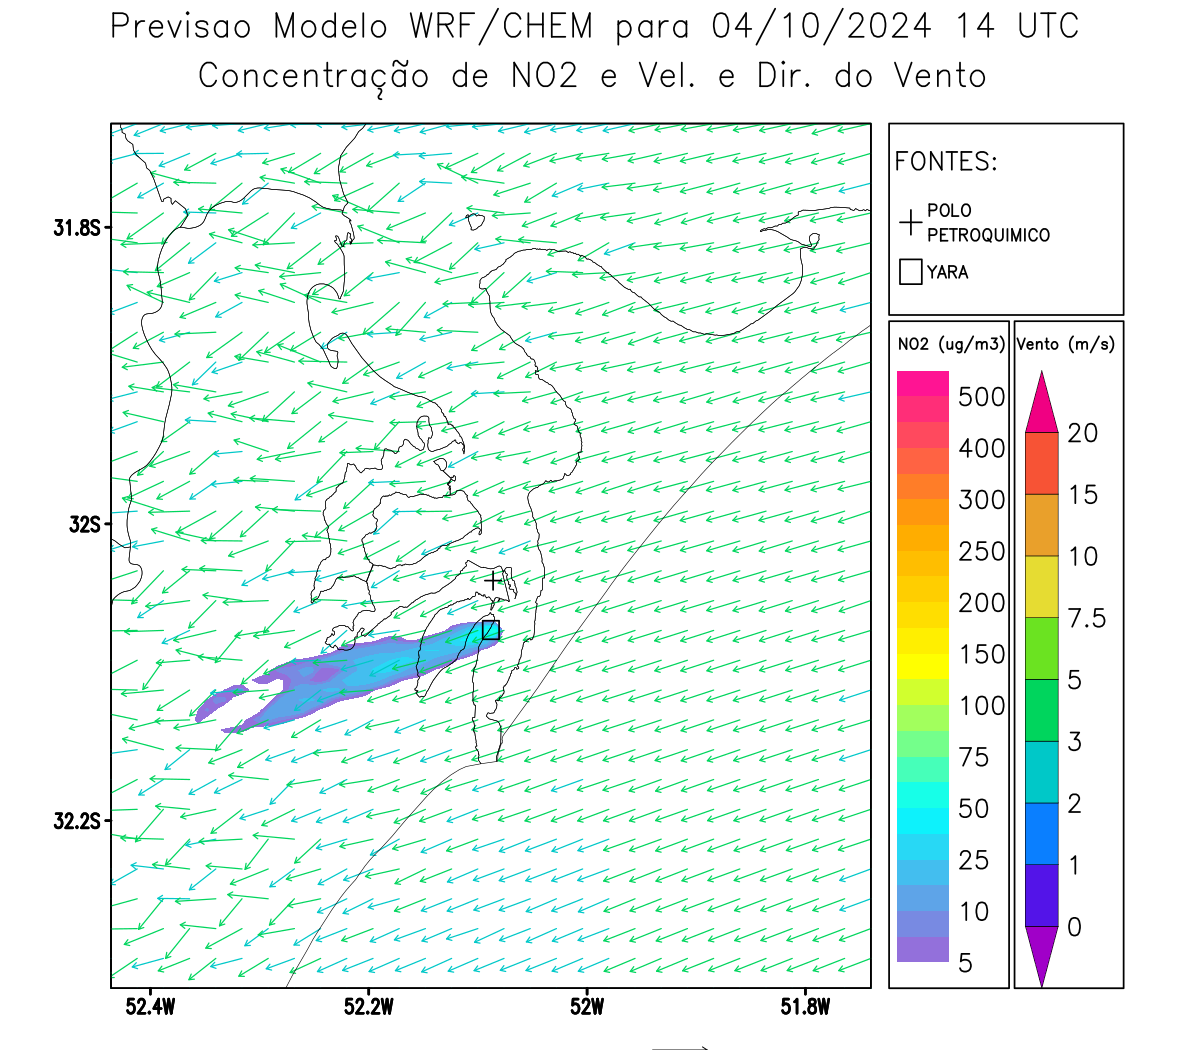 Previsao Modelo WRF/CHEM para 04/10/2024 14 UTC
Concentração de NO2 e Vel. e Dir. do Vento
FONTES:
POLO
PETROQUIMICO
YARA
NO2 (ug/m3)
500
400
300
250
200
150
100
75
50
25
10
5
Vento (m/s)
20
15
10
7.5
5
3
2
1
0
31.8S
32S
32.2S
52.4W
52.2W
52W
51.8W